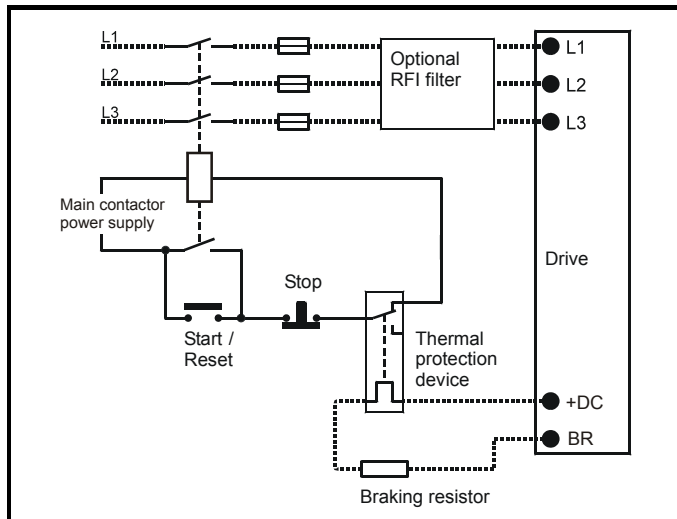 L1
L2
L3
Optional
RFI filter
L1
L2
L3
Main contactor
power supply
Drive
Stop
Start /
Reset
Thermal
protection
device
+DC
BR
Braking resistor